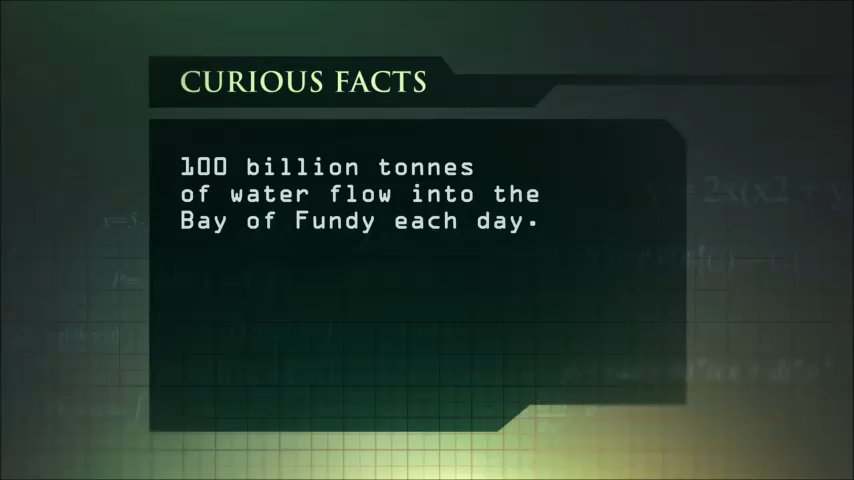 CURIOUS FACTS
100 billion tonnes
of water flow into the
Bay of Fundy each day.